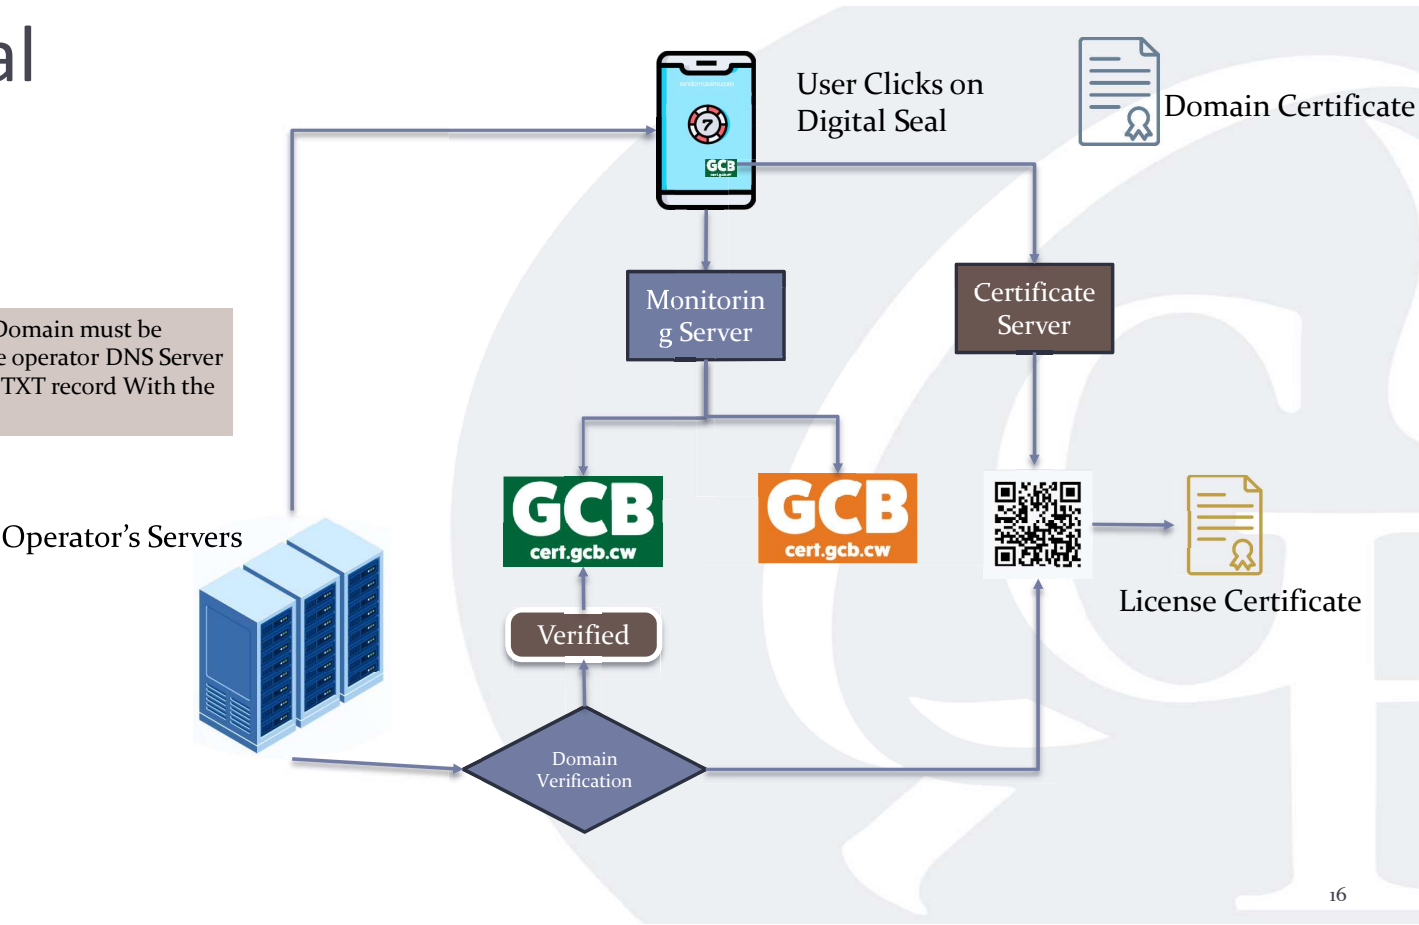 al
User Clicks on
Digital Seal
Domain Certificate
7
GCB
Monitorin
g Server
Certificate
Server
Domain must be
e operator DNS Server
TXT record With the
Operator's Servers
GCB
cert.gcb.cw
GCB
cert.gcb.cw
License Certificate
Verified
Domain
Verification
16